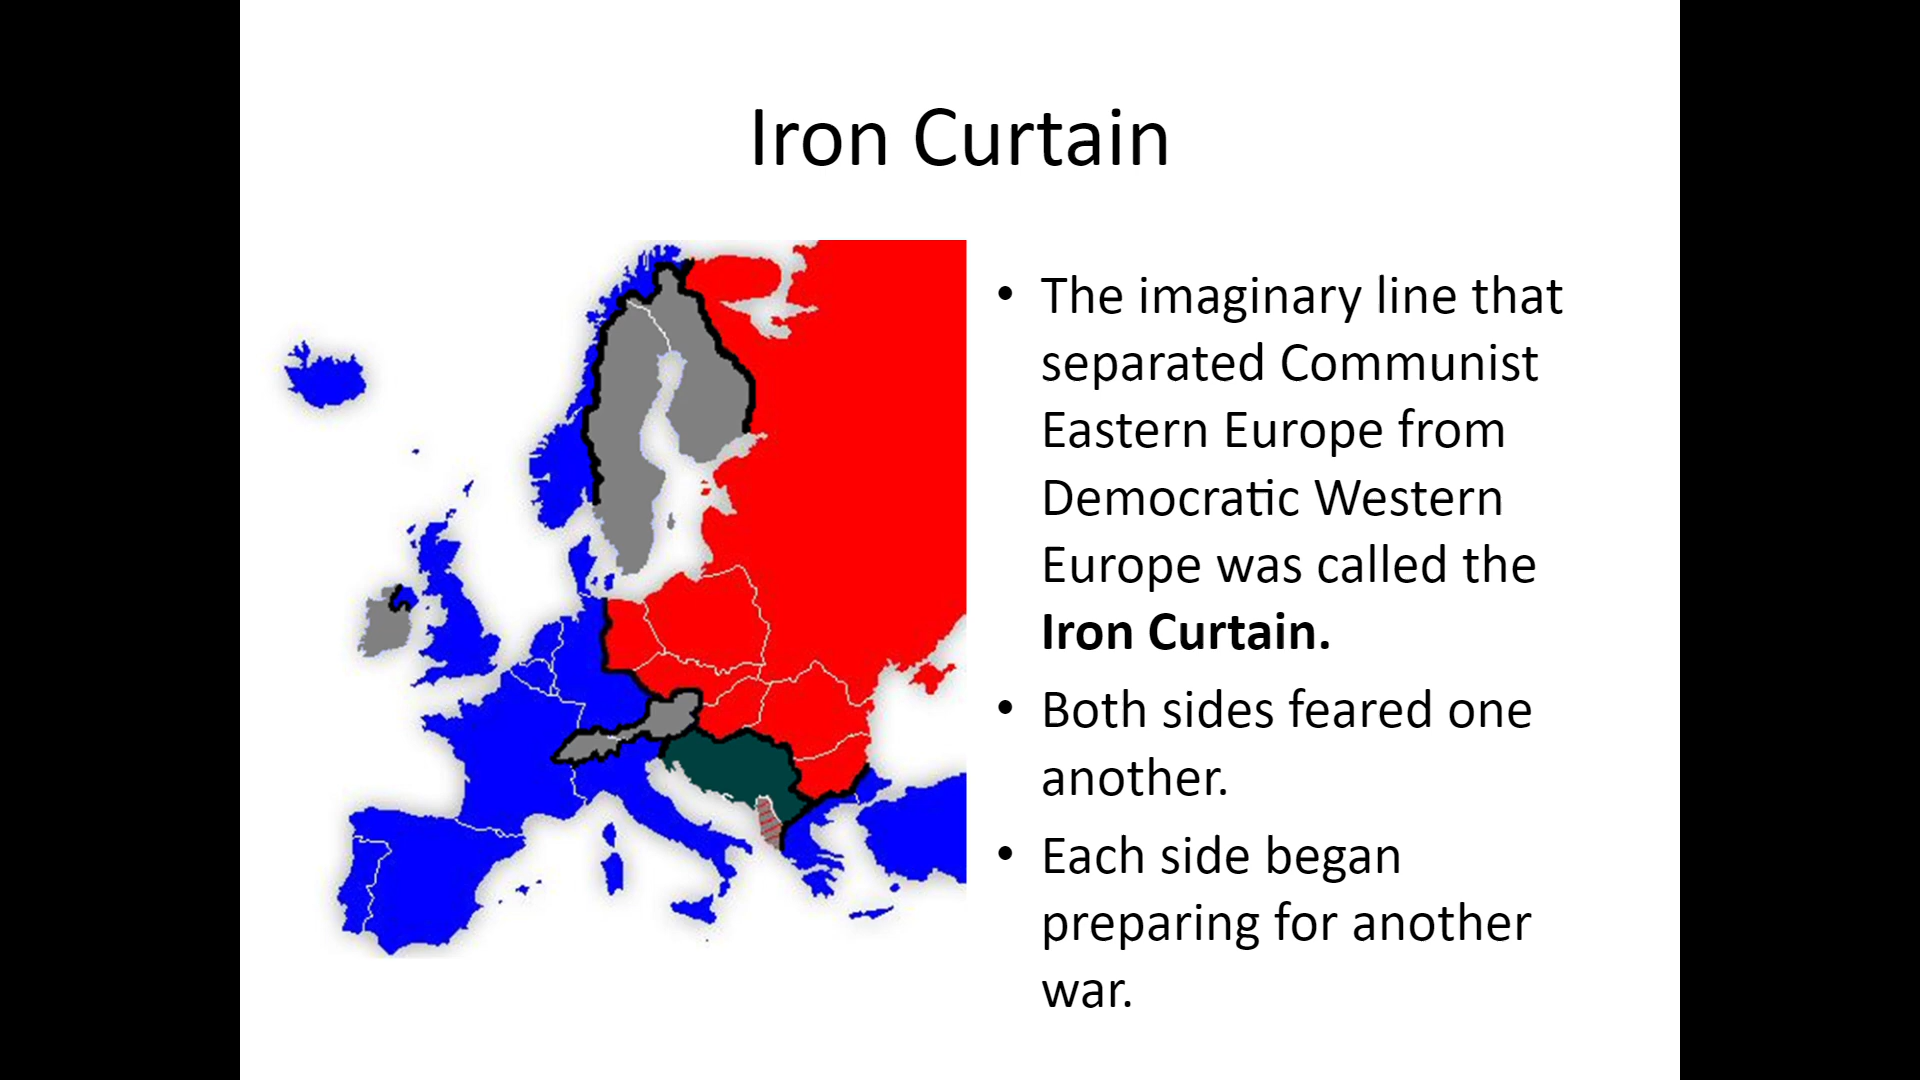 Iron Curtain
• The imaginary line that
separated Communist
Eastern Europe from
Democratic Western
Europe was called the
Iron Curtain.
• Both sides feared one
another.
• Each side began
preparing for another
war.